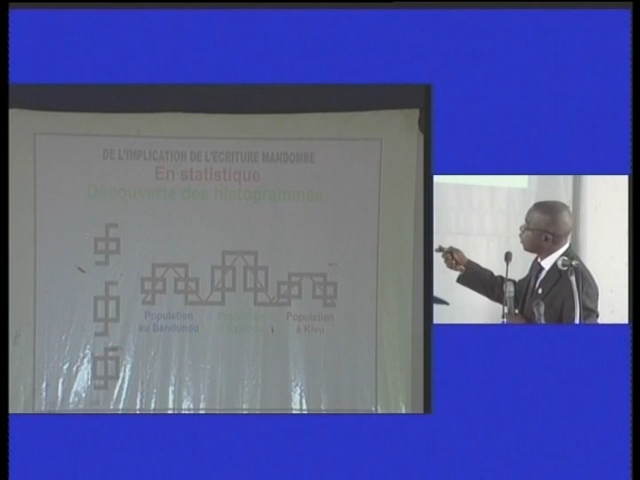 DE L'IMPLICATION DE L'ECRITURE MANDOMBE
En statistique
Découverte des histogrammes
Population Population
au Bandundu à Kivu